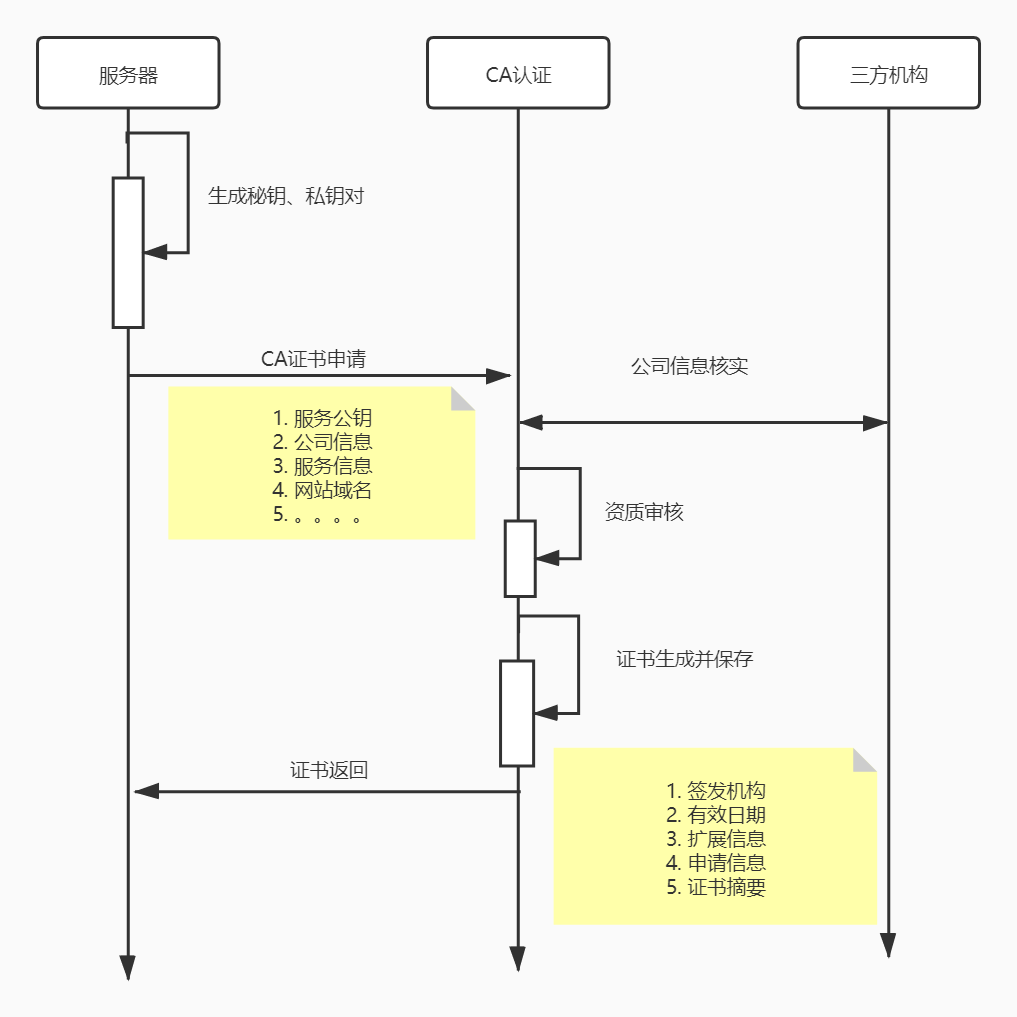 服务器
CA认证
三方机构
生成秘钥、私钥对
CA证书申请
公司信息核实
1. 服务公钥
2. 公司信息
3. 服务信息
4. 网站域名
5. 。。。。
资质审核
证书生成并保存
证书返回
1. 签发机构
2. 有效日期
3. 扩展信息
4. 申请信息
5. 证书摘要